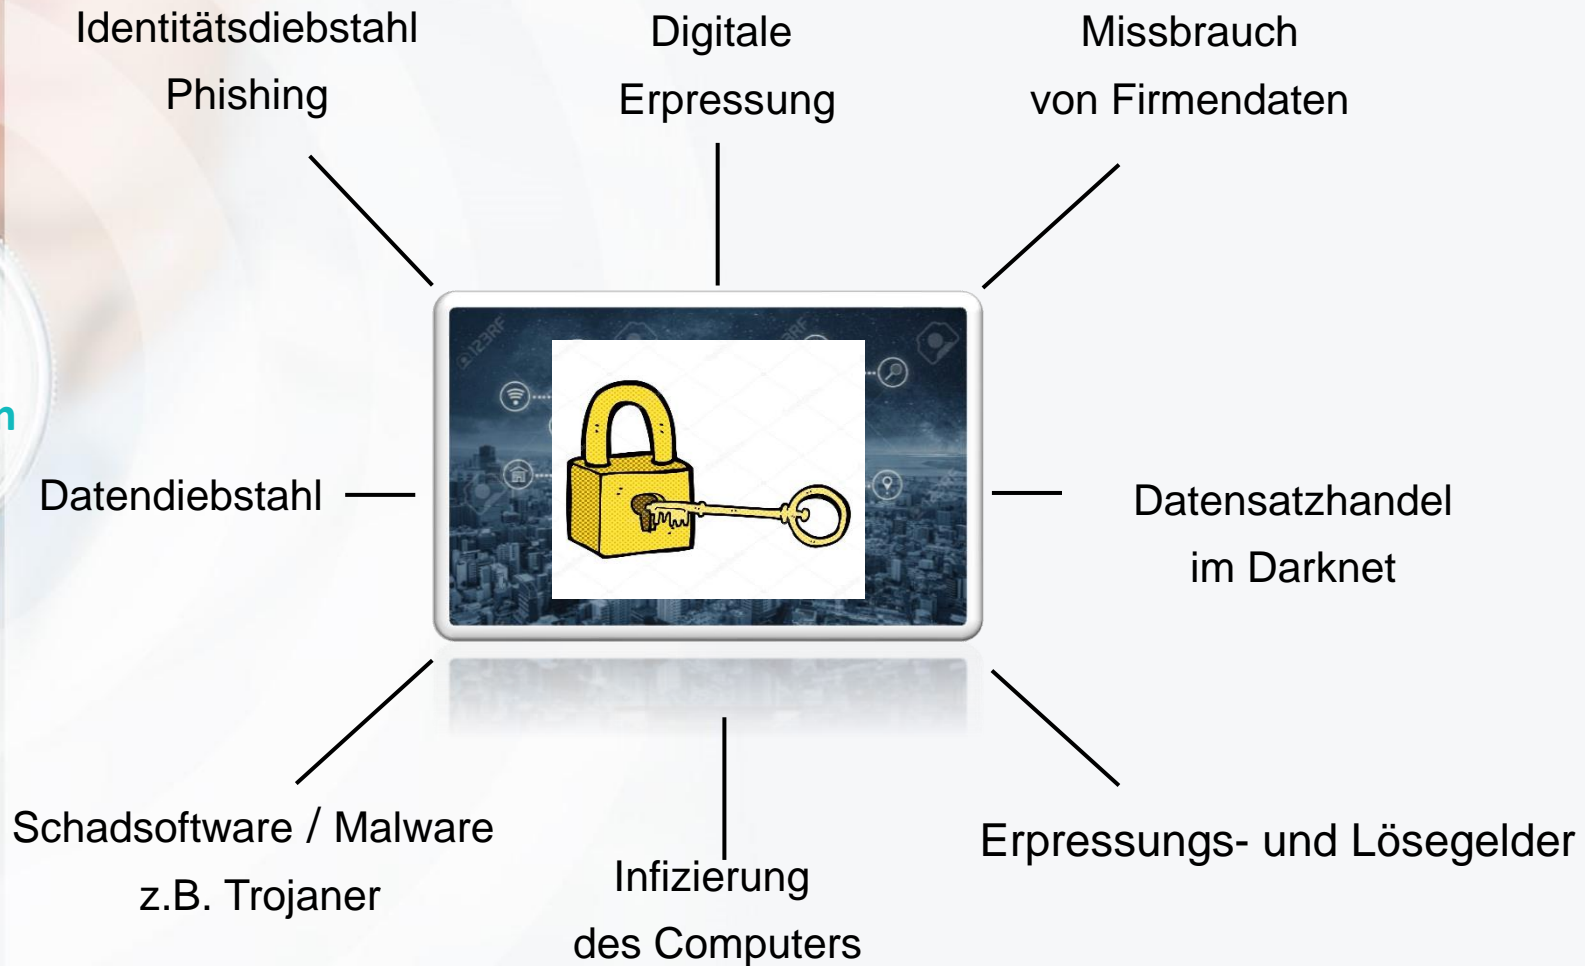 Identitätsdiebstahl
Phishing
Digitale
Erpressung
Missbrauch
von Firmendaten
n
Datendiebstahl
Datensatzhandel
im Darknet
Schadsoftware / Malware
z.B. Trojaner
Infizierung
des Computers
Erpressungs- und Lösegelder
123RF